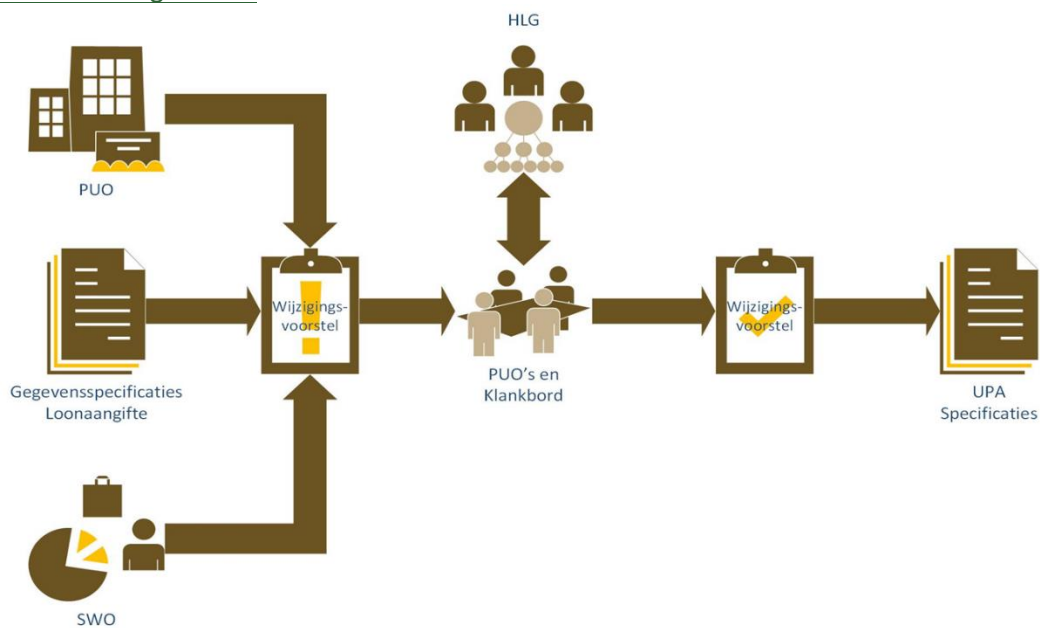 HLG
PUO
Gegevensspecificaties
Loonaangifte
Wijzigings-
voorstel
PUO's en
Klankbord
Wijzigings-
voorstel
UPA
Specificaties
SWO